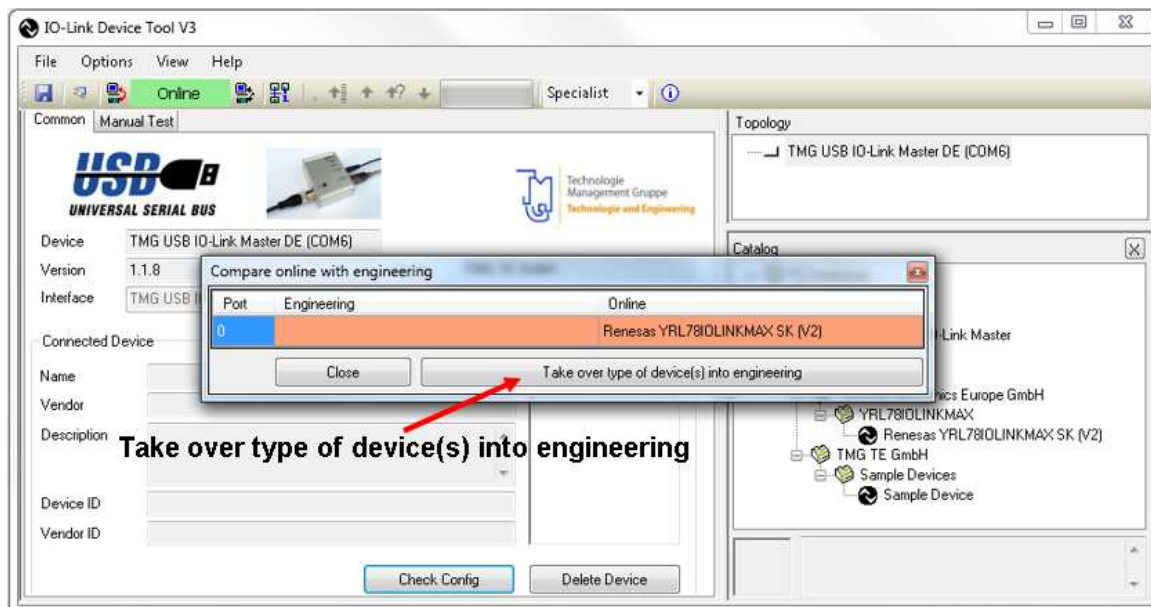 IO-Link Device Tool V3
File Options View Help
Online Specialist
Common Manual Test
USB
UNIVERSAL SERIAL BUS
Technologie
Management Gruppe
Technologie und Engineering
Device TMG USB IO-Link Master DE (COM6)
Version 1.1.8
Interface TMG USB
Connected Device
Name
Vendor
Description
Device ID
Vendor ID
Check Config Delete Device
Compare online with engineering
Port Engineering Online
0 Renesas YRL78IOLINKMAX SK (V2)
Close Take over type of device(s) into engineering
Take over type of device(s) into engineering
Topology
TMG USB IO-Link Master DE (COM6)
Catalog
-Link Master
Europe GmbH
YRL78IOLINKMAX
Renesas YRL78IOLINKMAX SK (V2)
TMG TE GmbH
Sample Devices
Sample Device